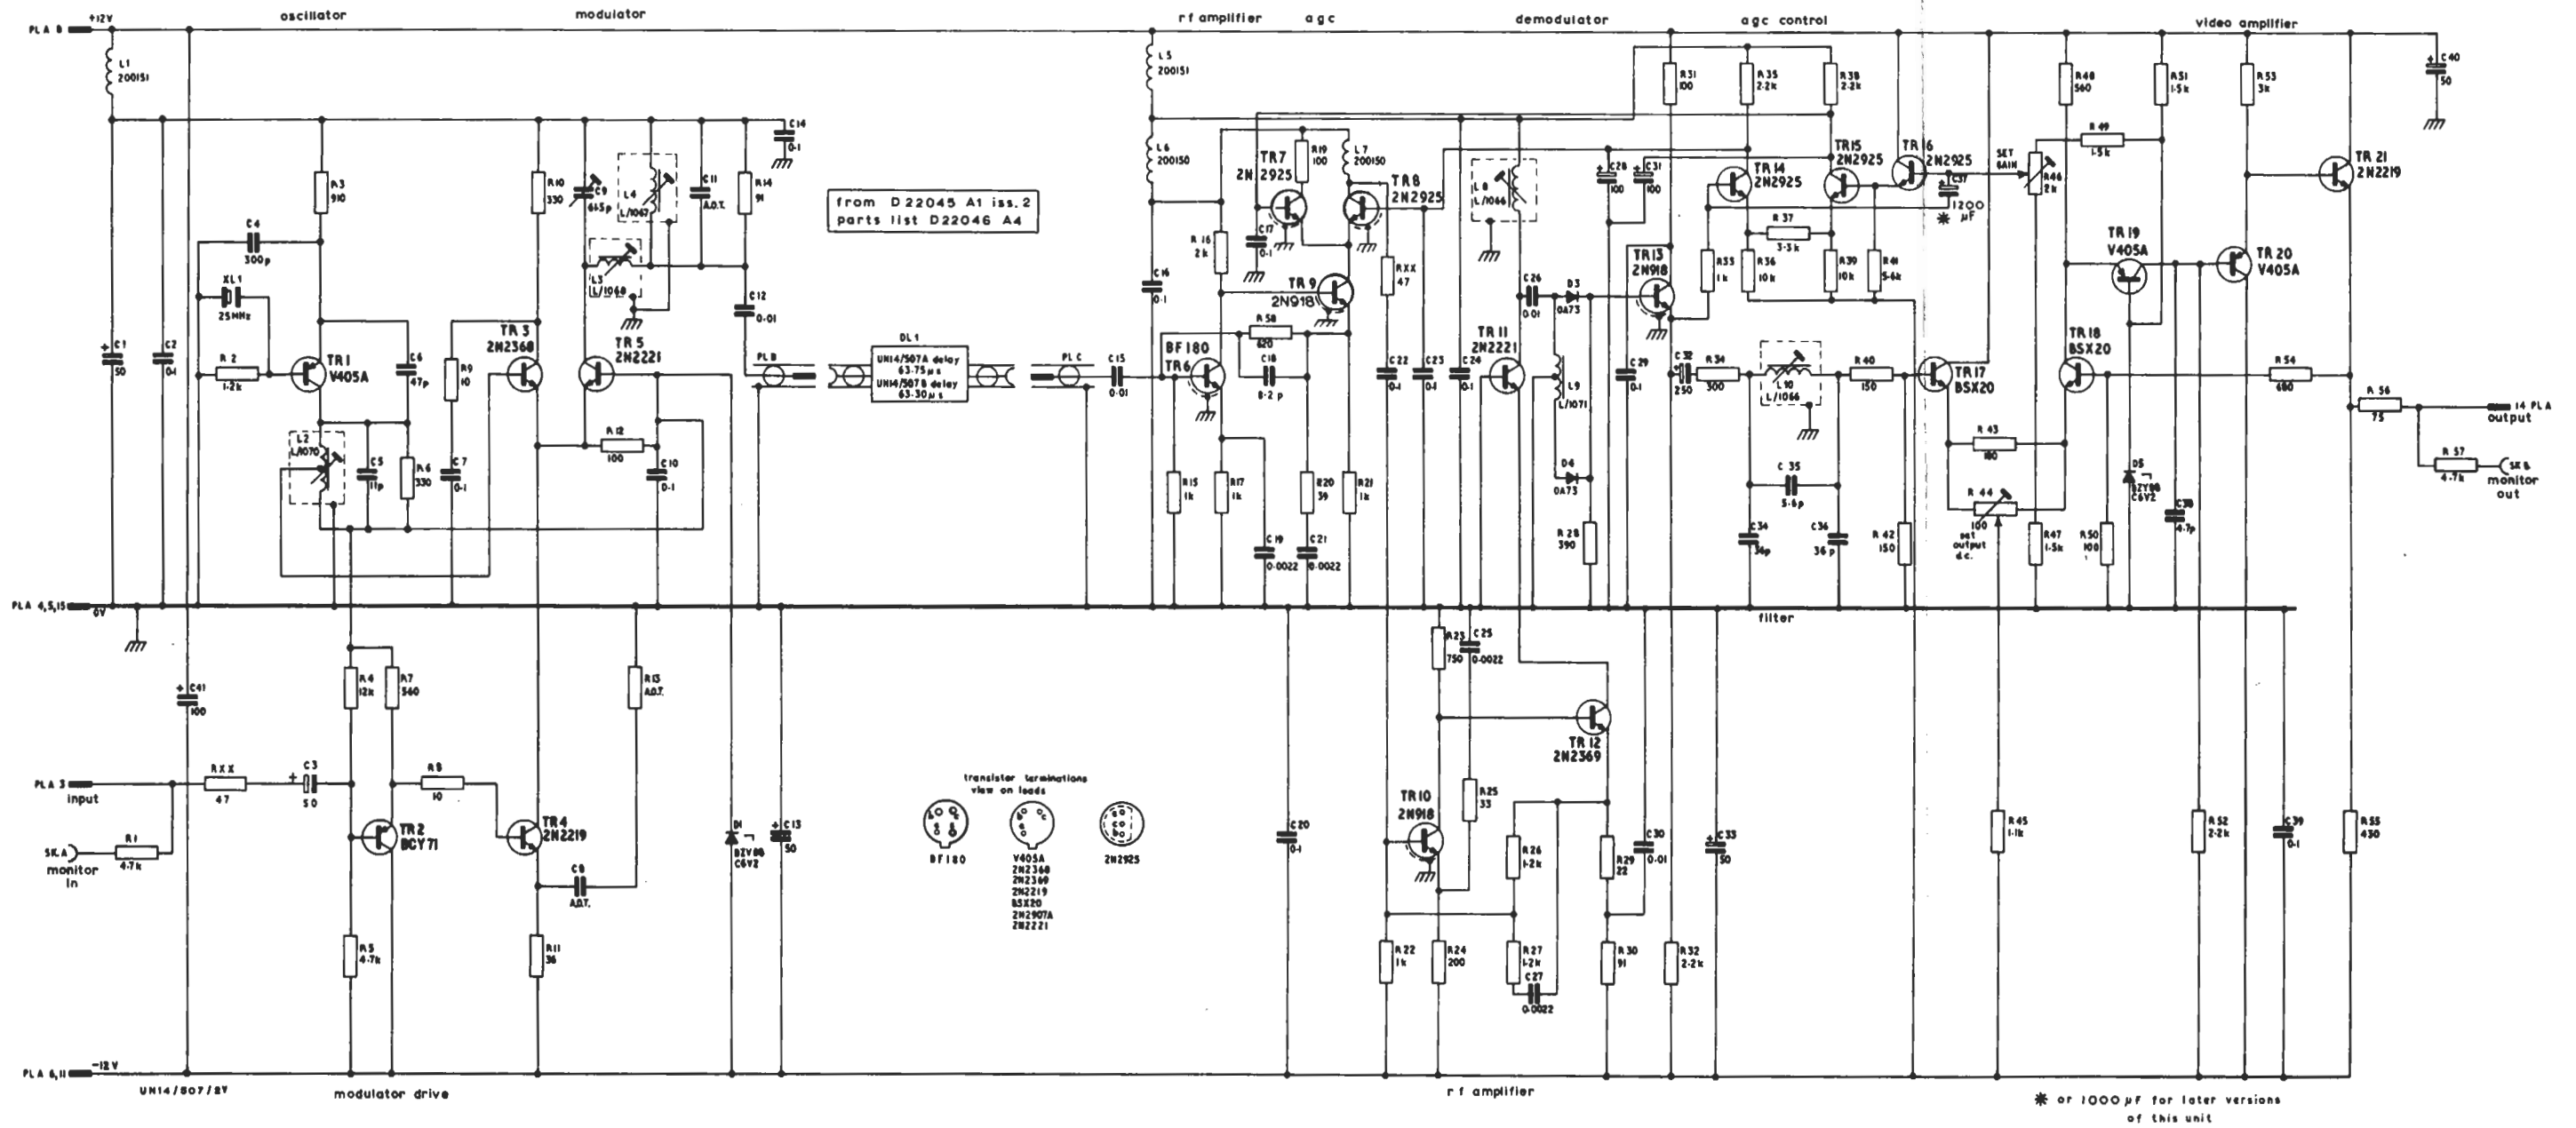 oscillator
modulator
rf amplifier
agc
demodulator
agc control
video amplifier
PLA 8
+12V
L1
200151
C1
50
C2
0·1
R3
910
C4
300p
XL1
25MHz
R2
1·2k
TR1
V405A
C6
47p
L2
L/1070
C5
11p
R6
330
R9
10
C7
0·1
R10
330
TR3
2N2368
C9
6·5p
L4
L/1067
C11
A.O.T.
R14
91
C14
0·1
L3
L/1068
TR5
2N2221
R12
100
C10
0·1
C12
0·01
from D22045 A1 iss.2
parts list D22046 A4
PLB
DL1
UN14/507A delay
63·75µs
UN14/507B delay
63·30µs
PLC
C15
0·01
L5
200151
L6
200150
C16
0·1
R16
2k
C17
0·1
TR7
2N2925
R19
100
L7
200150
TR8
2N2925
TR9
2N918
BF180
TR6
R58
620
C18
8·2p
R15
1k
R17
1k
C19
0·0022
R20
39
C21
0·0022
R21
1k
RXX
47
C22
0·1
C23
0·1
C24
0·1
L8
L/1066
TR11
2N2221
C26
0·01
D3
OA73
L9
L/1071
D4
OA73
R28
390
C28
100
C31
100
C29
0·1
R31
100
TR13
2N918
R35
2·2k
R38
2·2k
TR14
2N2925
TR15
2N2925
TR16
2N2925
R37
3·3k
R33
1k
R36
10k
R39
10k
R41
5·6k
C32
250
R34
300
L10
L/1066
R40
150
C35
5·6p
C34
36p
C36
36p
R42
150
C37
1200
µF
✱
SET
GAIN
R46
2k
R48
560
R49
1·5k
R51
1·5k
R53
3k
C40
50
TR21
2N2219
TR19
V405A
TR20
V405A
TR17
BSX20
TR18
BSX20
R43
180
R44
100
set
output
d.c.
R47
1·5k
R50
100
D5
BZY88
C6V2
C38
4·7p
R54
680
R56
75
14 PLA
output
R57
4·7k
SKB
monitor
out
PLA 4,5,15
0V
filter
C41
100
R4
12k
R7
560
R13
A.O.T.
PLA 3
input
RXX
47
C3
50
R8
10
SKA
monitor
in
R1
4·7k
TR2
BCY71
TR4
2N2219
C8
A.O.T.
R5
4·7k
R11
36
D1
BZY88
C6V2
C13
50
transistor terminations
view on leads
b
c
e
s
b
c
e
e
c
b
BF180
V405A
2N2368
2N2369
2N2219
BSX20
2N2907A
2N2221
2N2925
C20
0·1
R23
750
C25
0·0022
TR12
2N2369
TR10
2N918
R25
33
R26
1·2k
R29
22
C30
0·01
C33
50
R22
1k
R24
200
R27
1·2k
C27
0·0022
R30
91
R32
2·2k
R45
1·1k
R52
2·2k
C39
0·1
R55
430
PLA 6,11
−12V
UN14/507/2Y
modulator drive
rf amplifier
✱ or 1000µF for later versions
of this unit